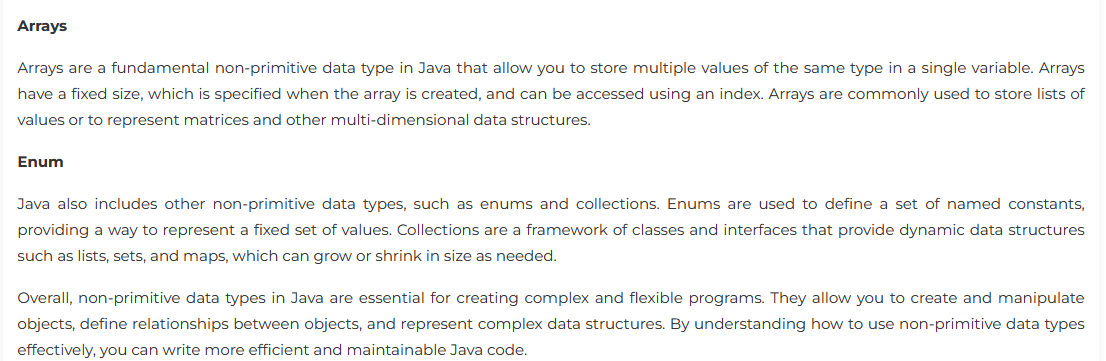 Arrays
Arrays are a fundamental non-primitive data type in Java that allow you to store multiple values of the same type in a single variable. Arrays
have a fixed size, which is specified when the array is created, and can be accessed using an index. Arrays are commonly used to store lists of
values or to represent matrices and other multi-dimensional data structures.
Enum
Java also includes other non-primitive data types, such as enums and collections. Enums are used to define a set of named constants,
providing a way to represent a fixed set of values. Collections are a framework of classes and interfaces that provide dynamic data structures
such as lists, sets, and maps, which can grow or shrink in size as needed.
Overall, non-primitive data types in Java are essential for creating complex and flexible programs. They allow you to create and manipulate
objects, define relationships between objects, and represent complex data structures. By understanding how to use non-primitive data types
effectively, you can write more efficient and maintainable Java code.